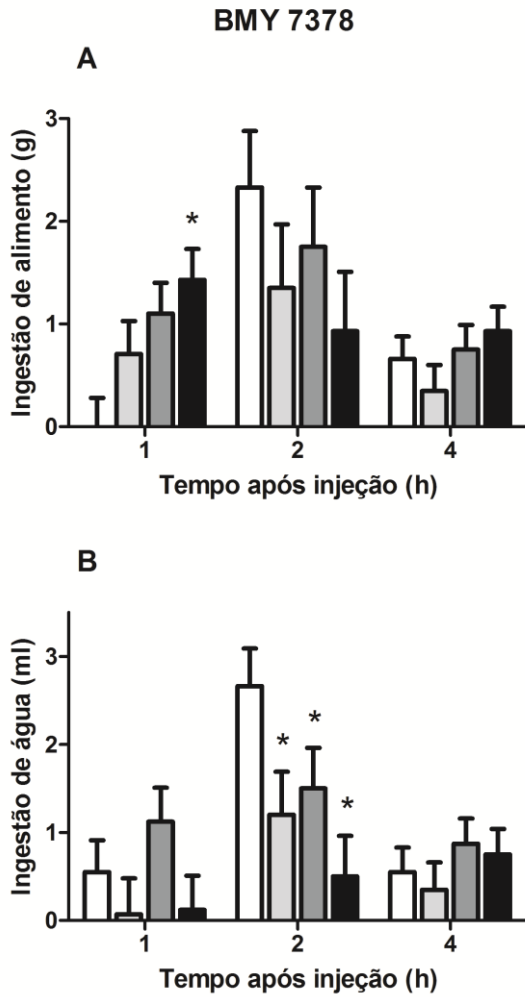 BMY 7378
A
Ingestão de alimento (g)
3
2
1
0
*
1 2 4
Tempo após injeção (h)
B
Ingestão de água (ml)
3
2
1
0
* * *
1 2 4
Tempo após injeção (h)